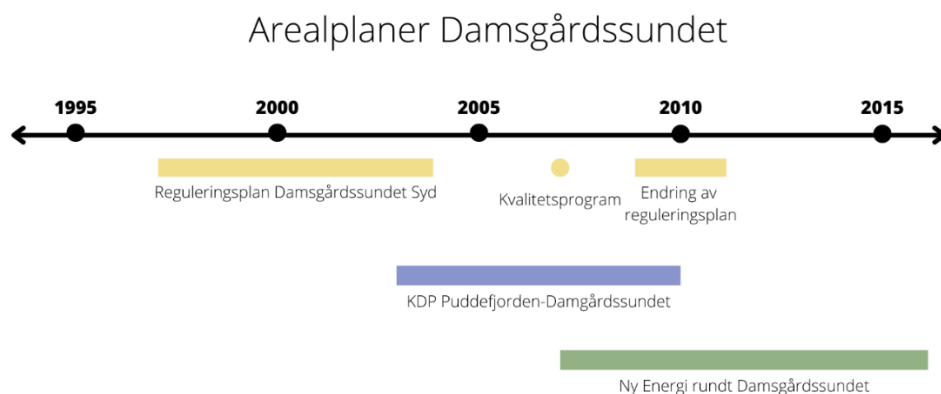 Arealplaner Damsgårdssundet
1995 2000 2005 2010 2015
Reguleringsplan Damsgårdssundet Syd
Kvalitetsprogram
Endring av
reguleringsplan
KDP Puddefjorden-Damgårdssundet
Ny Energi rundt Damsgårdssundet